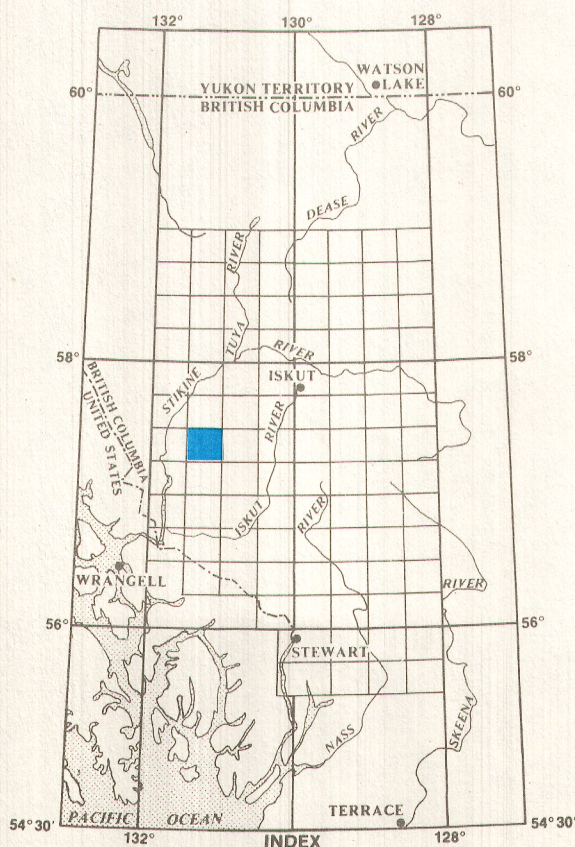 132° 130° 128°
WATSON
LAKE
60° YUKON TERRITORY 60°
BRITISH COLUMBIA
RIVER
DEASE
RIVER
TUYA
58° RIVER 58°
ISKUT
STIKINE
BRITISH COLUMBIA
UNITED STATES
RIVER
ISKUT
RIVER
WRANGELL
RIVER
56° 56°
STEWART
SKEENA
NASS
TERRACE
PACIFIC OCEAN
54°30' 54°30'
132° 128°
INDEX